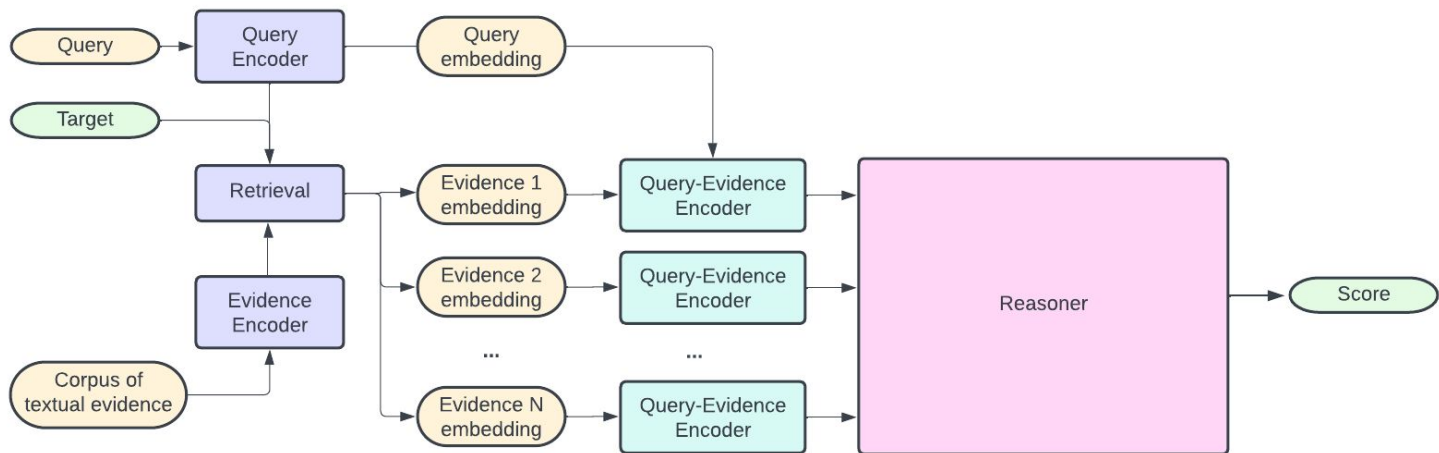 Query
Query
Encoder
Query
embedding
Target
Retrieval
Evidence 1
embedding
Query-Evidence
Encoder
Evidence 2
embedding
Query-Evidence
Encoder
Evidence
Encoder
Reasoner
Score
...
...
Corpus of
textual evidence
Evidence N
embedding
Query-Evidence
Encoder